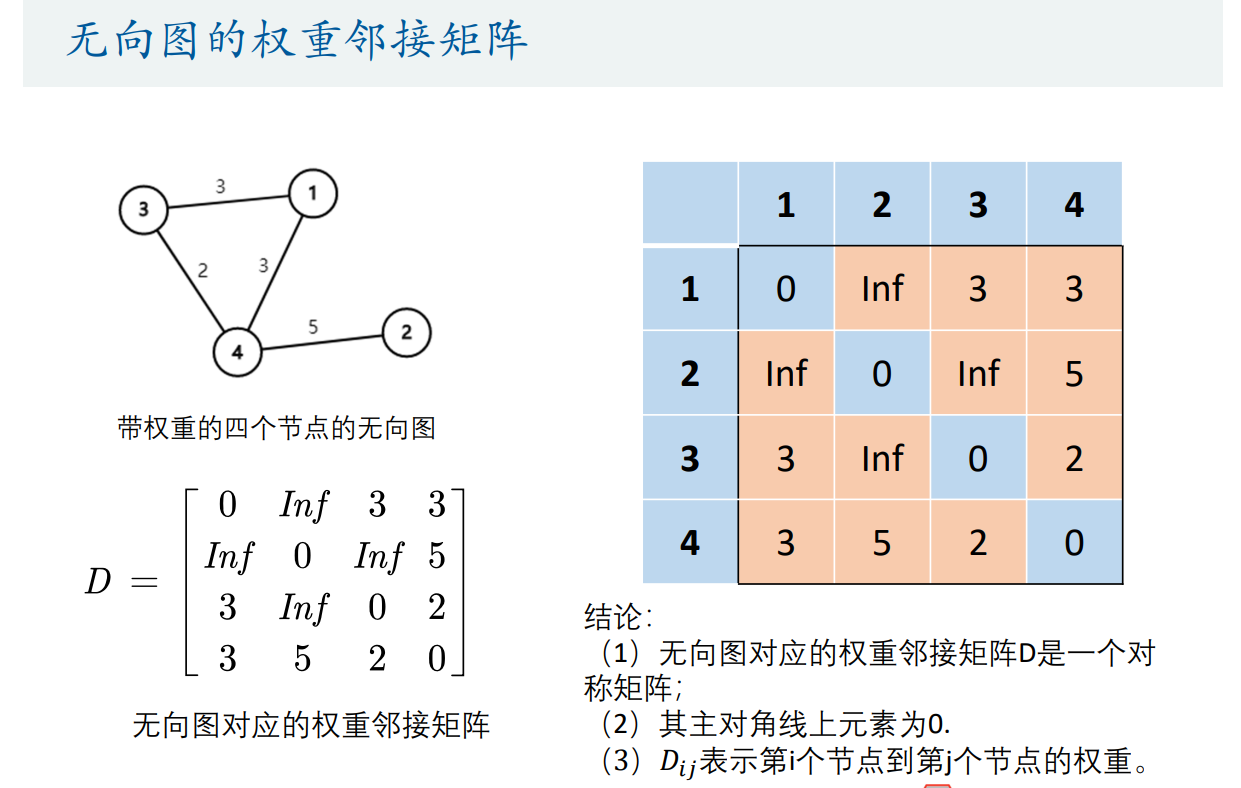 无向图的权重邻接矩阵
3
3
1
2
3
5
2
4
带权重的四个节点的无向图
D = [ 0 Inf 3 3
Inf 0 Inf 5
3 Inf 0 2
3 5 2 0 ]
无向图对应的权重邻接矩阵
1 2 3 4
1 0 Inf 3 3
2 Inf 0 Inf 5
3 3 Inf 0 2
4 3 5 2 0
结论：
（1）无向图对应的权重邻接矩阵D是一个对
称矩阵；
（2）其主对角线上元素为0.
（3）Dij表示第i个节点到第j个节点的权重。